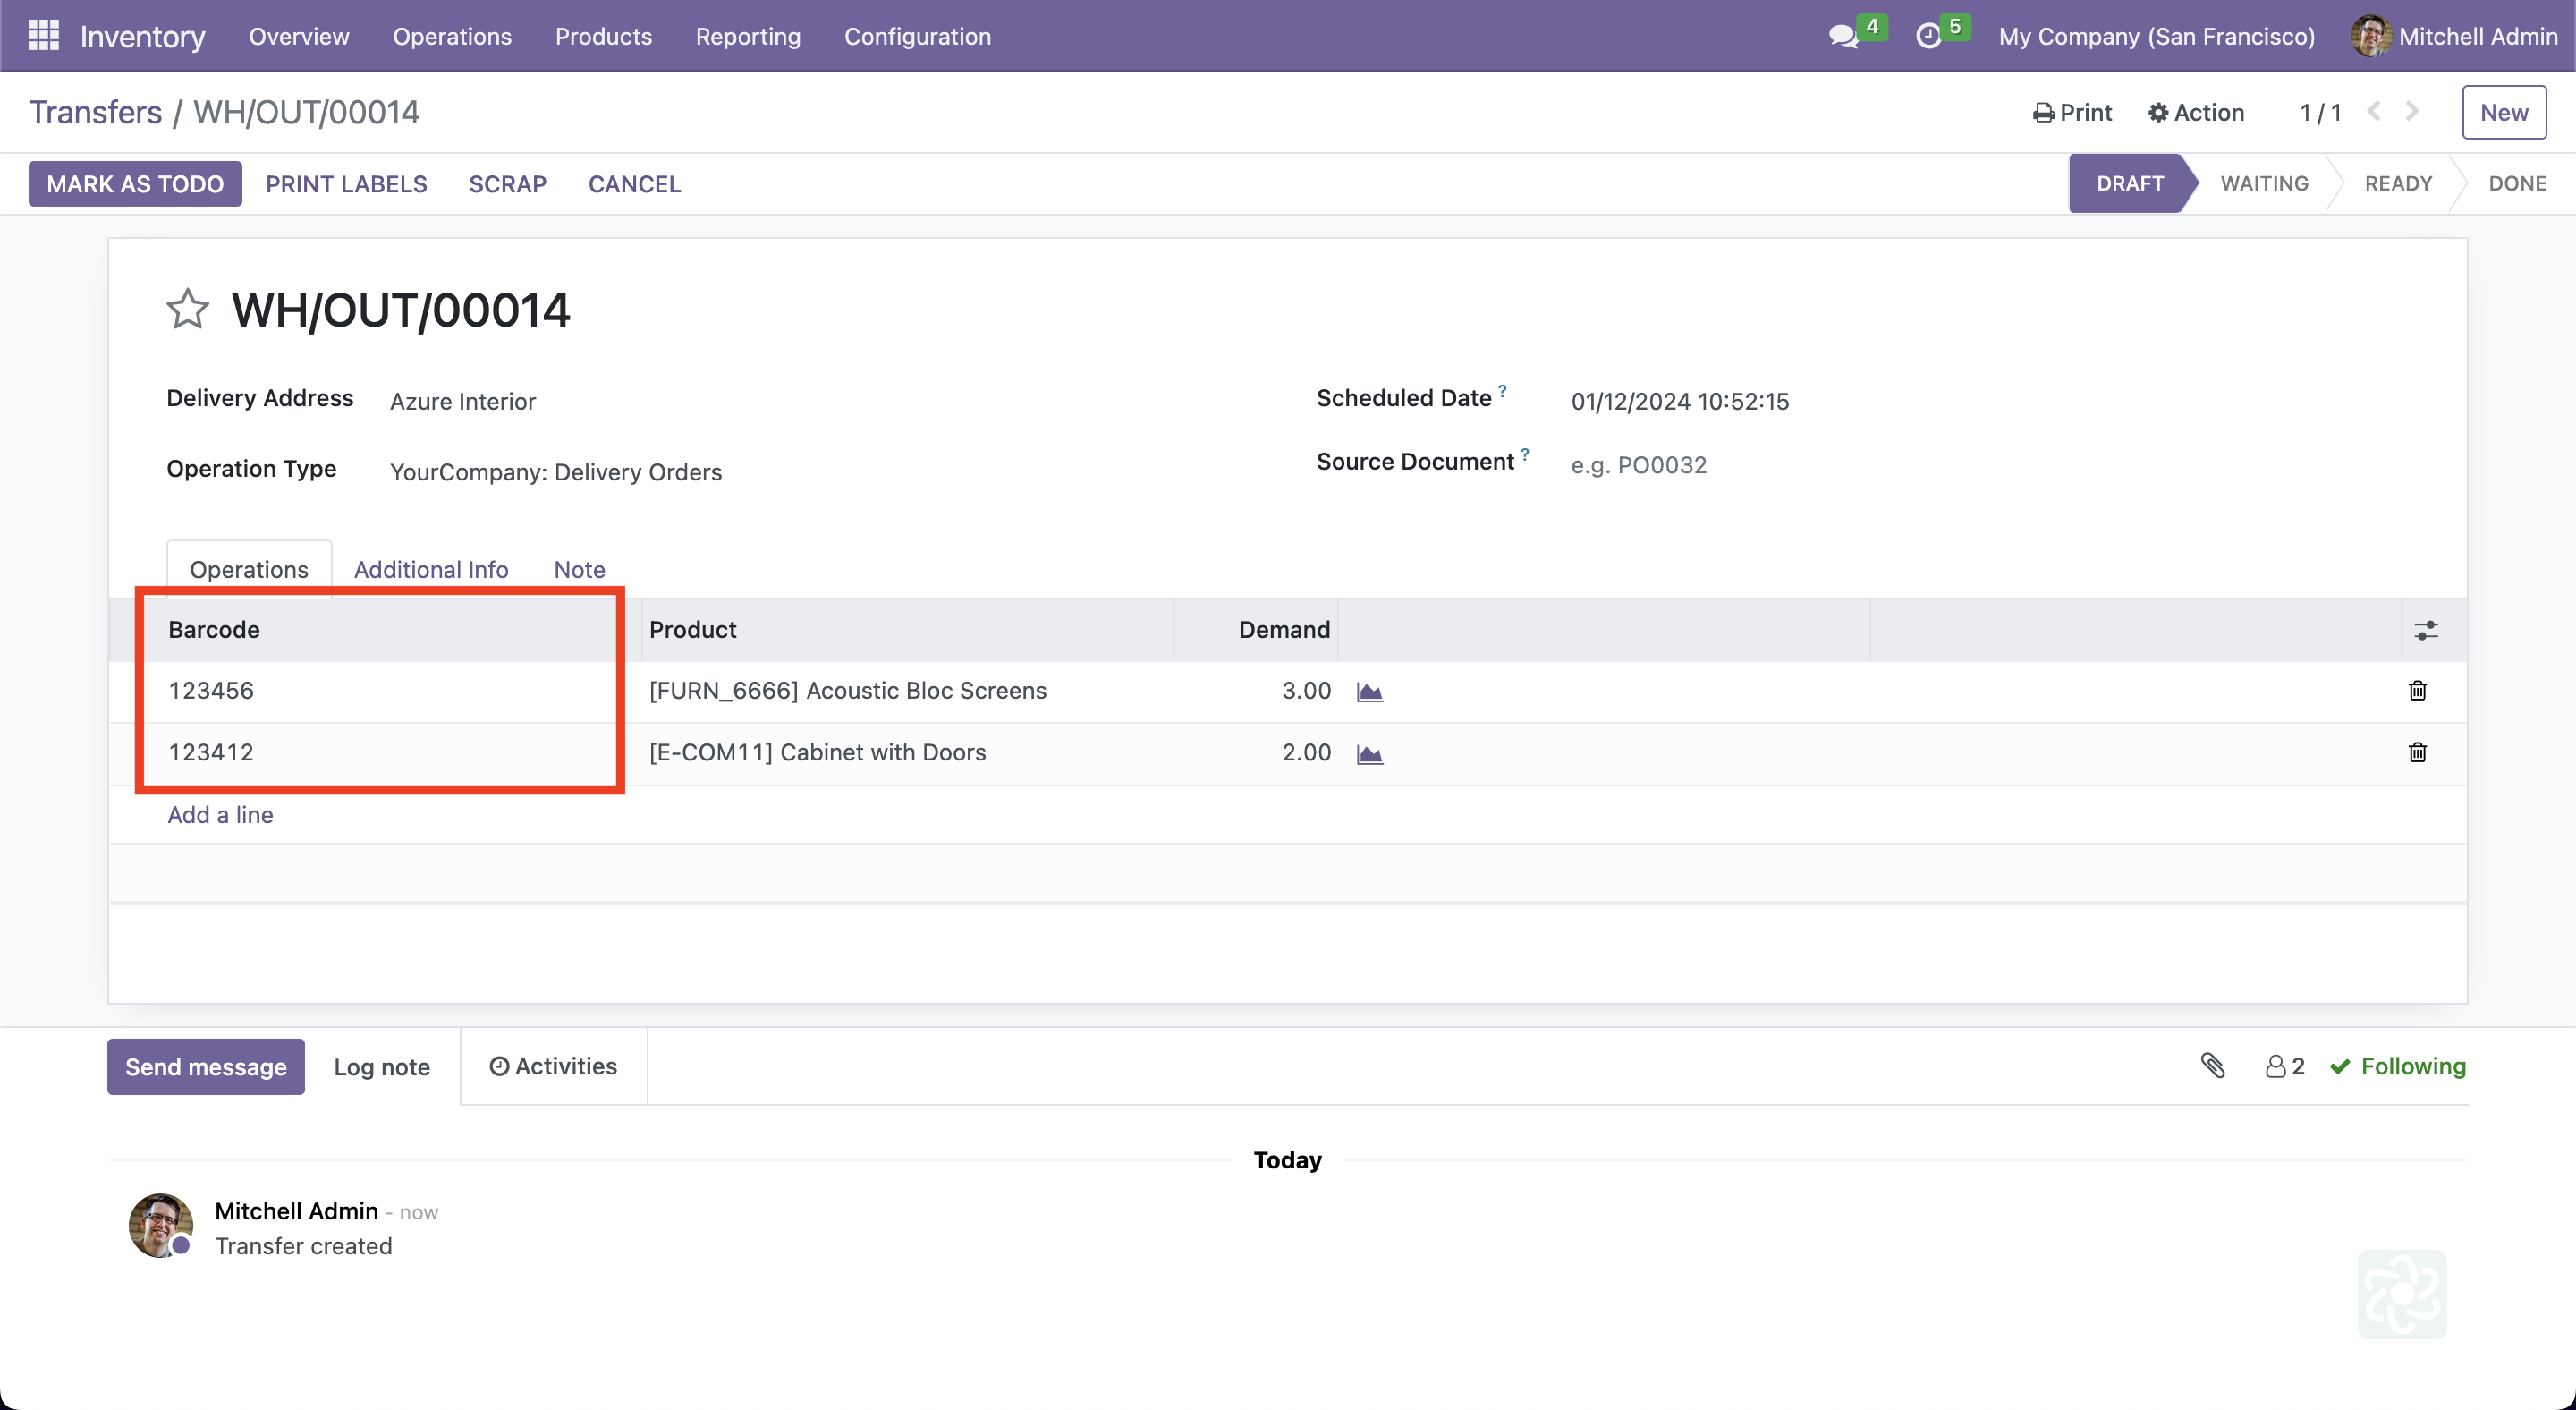 Inventory Overview Operations Products Reporting Configuration 4 5 My Company (San Francisco) Mitchell Admin
Transfers / WH/OUT/00014 Print Action 1 / 1 New
MARK AS TODO PRINT LABELS SCRAP CANCEL DRAFT WAITING READY DONE
WH/OUT/00014
Delivery Address Azure Interior Scheduled Date ? 01/12/2024 10:52:15
Operation Type YourCompany: Delivery Orders Source Document ? e.g. PO0032
Operations Additional Info Note
Barcode Product Demand
123456 [FURN_6666] Acoustic Bloc Screens 3.00
123412 [E-COM11] Cabinet with Doors 2.00
Add a line
Send message Log note Activities 2 Following
Today
Mitchell Admin - now
Transfer created